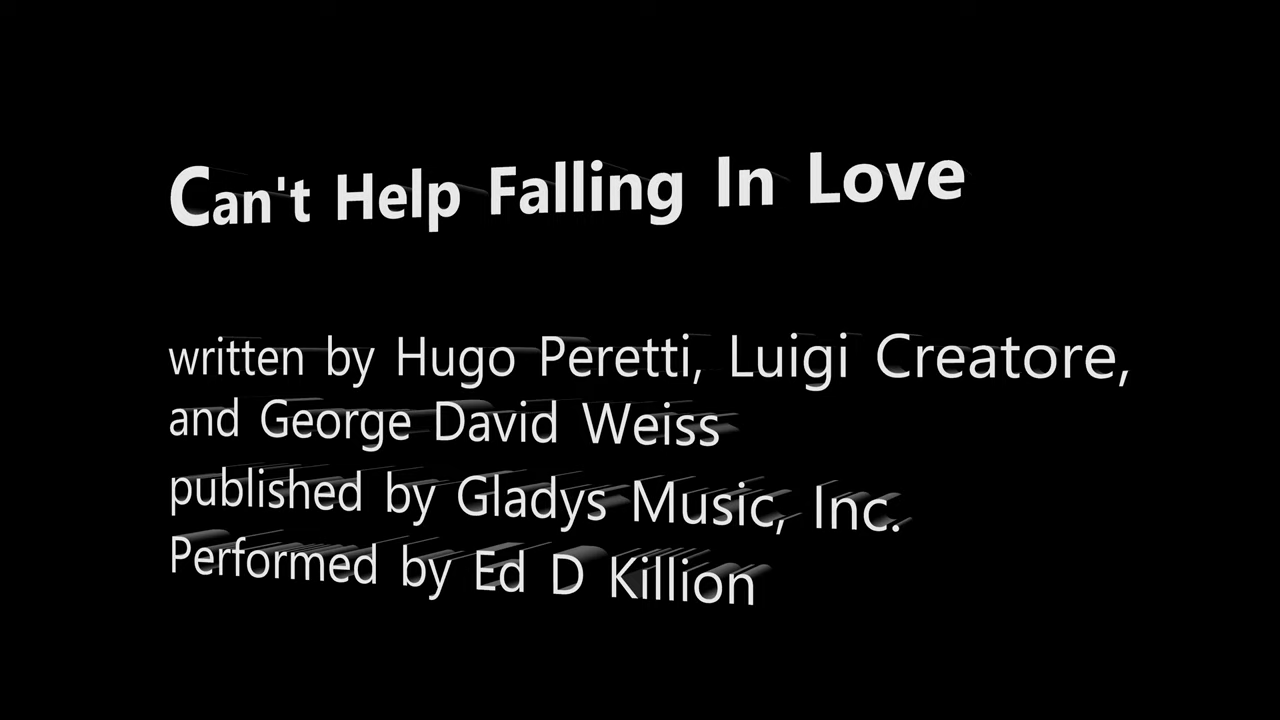 Can't Help Falling In Love
written by Hugo Peretti, Luigi Creatore,
and George David Weiss
published by Gladys Music, Inc.
Performed by Ed D Killion